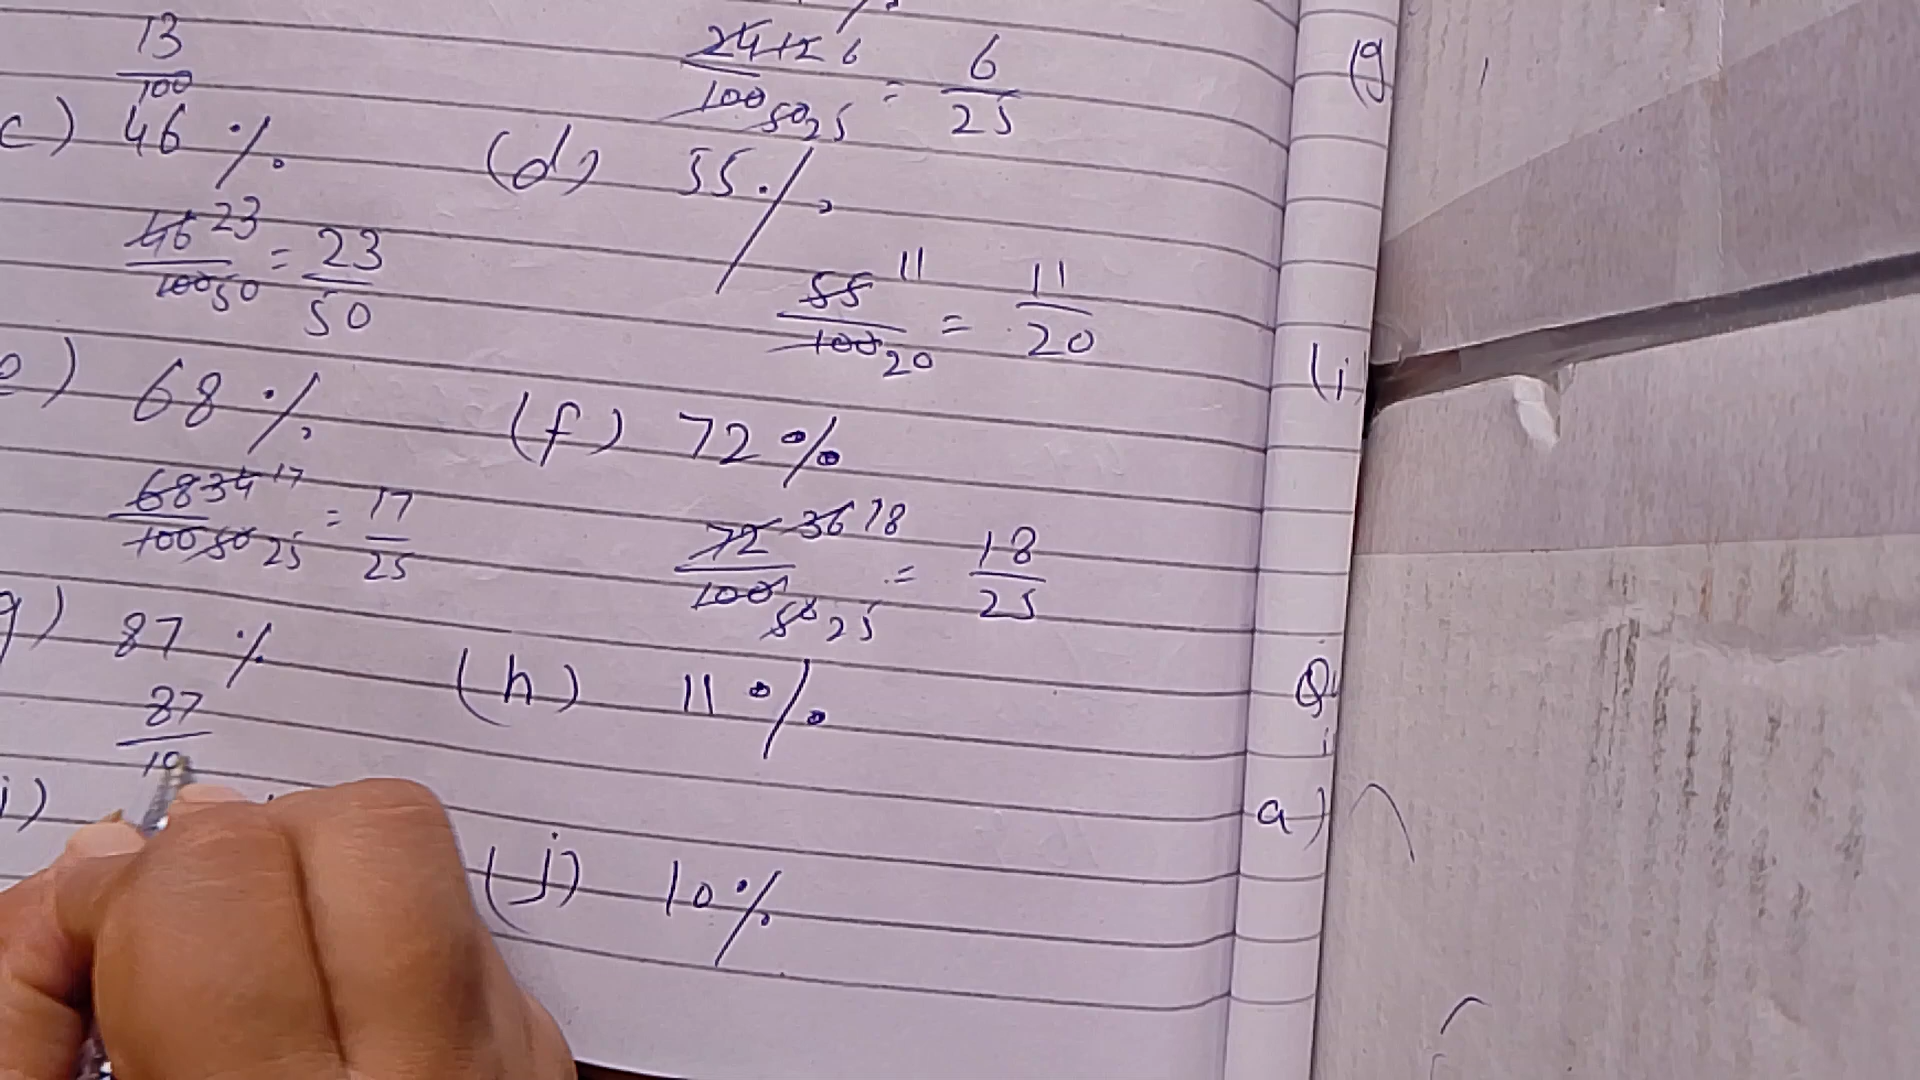 13/100
24 12 6/100 50 25 = 6/25
c) 46 % (d) 55 %
46 23/100 50 = 23/50
55 11/100 20 = 11/20
) 68 % (f) 72 %
68 34 17/100 50 25 = 17/25
72 36 18/100 50 25 = 18/25
g) 87 % (h) 11 %
87/10
i) (j) 10 %
(g
(i
Q
a)